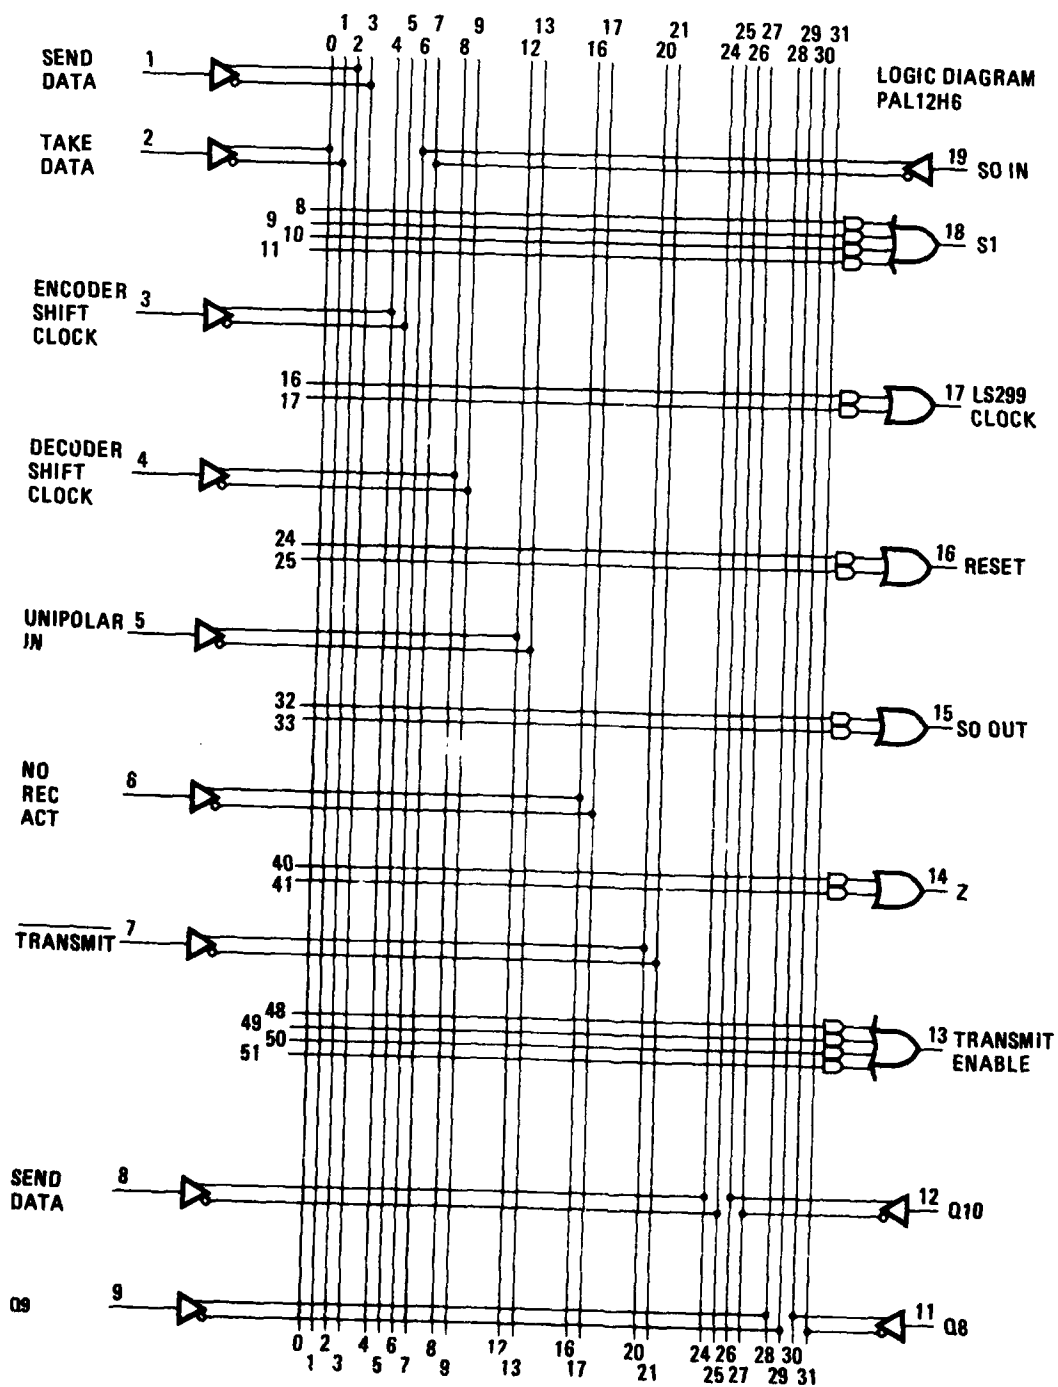 1 3 5 7 9 13 17 21 25 27 29 31
0 2 4 6 8 12 16 20 24 26 28 30
SEND
DATA
1
LOGIC DIAGRAM
PAL12H6
TAKE
DATA
2
19 SO IN
8
9
10
11
18 S1
ENCODER
SHIFT
CLOCK
3
16
17
17 LS299
CLOCK
DECODER
SHIFT
CLOCK
4
24
25
16 RESET
UNIPOLAR
IN
5
32
33
15 SO OUT
NO
REC
ACT
6
40
41
14 Z
TRANSMIT 7
48
49
50
51
13 TRANSMIT
ENABLE
SEND
DATA
8
12 Q10
Q9 9
11 Q8
0 2 4 6 8 12 16 20 24 26 28 30
1 3 5 7 9 13 17 21 25 27 29 31